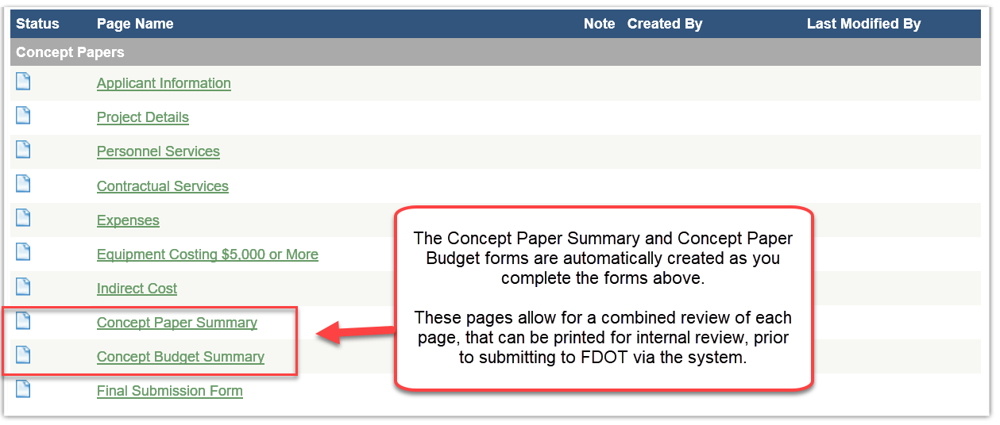 Status Page Name Note Created By Last Modified By
Concept Papers
Applicant Information
Project Details
Personnel Services
Contractual Services
Expenses
Equipment Costing $5,000 or More
Indirect Cost
Concept Paper Summary
Concept Budget Summary
Final Submission Form
The Concept Paper Summary and Concept Paper
Budget forms are automatically created as you
complete the forms above.
These pages allow for a combined review of each
page, that can be printed for internal review, prior
to submitting to FDOT via the system.